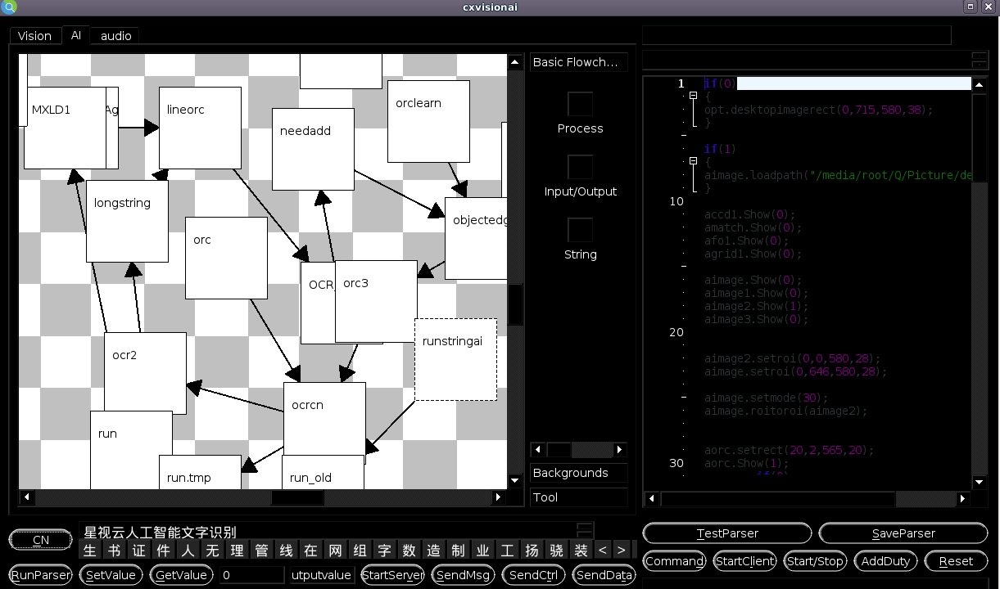 cxvisionai
Vision AI audio
Basic Flowch...
MXLD1
Ag
lineorc
needadd
orclearn
longstring
orc
objectedg
OCR_
orc3
runstringai
ocr2
ocrcn
run
run.tmp
run_old
Process
Input/Output
String
Backgrounds
Tool
1 if(0)
{
opt.desktopimagerect(0,715,580,38);
}
if(1)
{
aimage.loadpath("/media/root/Q/Picture/de
}
10
accd1.Show(0);
amatch.Show(0);
afo1.Show(0);
agrid1.Show(0);
aimage.Show(0);
aimage1.Show(0);
aimage2.Show(1);
aimage3.Show(0);
20
aimage2.setroi(0,0,580,28);
aimage.setroi(0,646,580,28);
aimage.setmode(30);
aimage.roitoroi(aimage2);
aorc.setrect(20,2,565,20);
30 aorc.Show(1);
CN
星视云人工智能文字识别
生 书 证 件 人 无 理 管 线 在 网 组 字 数 造 制 业 工 扬 骁 装 < >
RunParser SetValue GetValue 0 utputvalue StartServer SendMsg SendCtrl SendData
TestParser SaveParser
Command StartClient Start/Stop AddDuty Reset